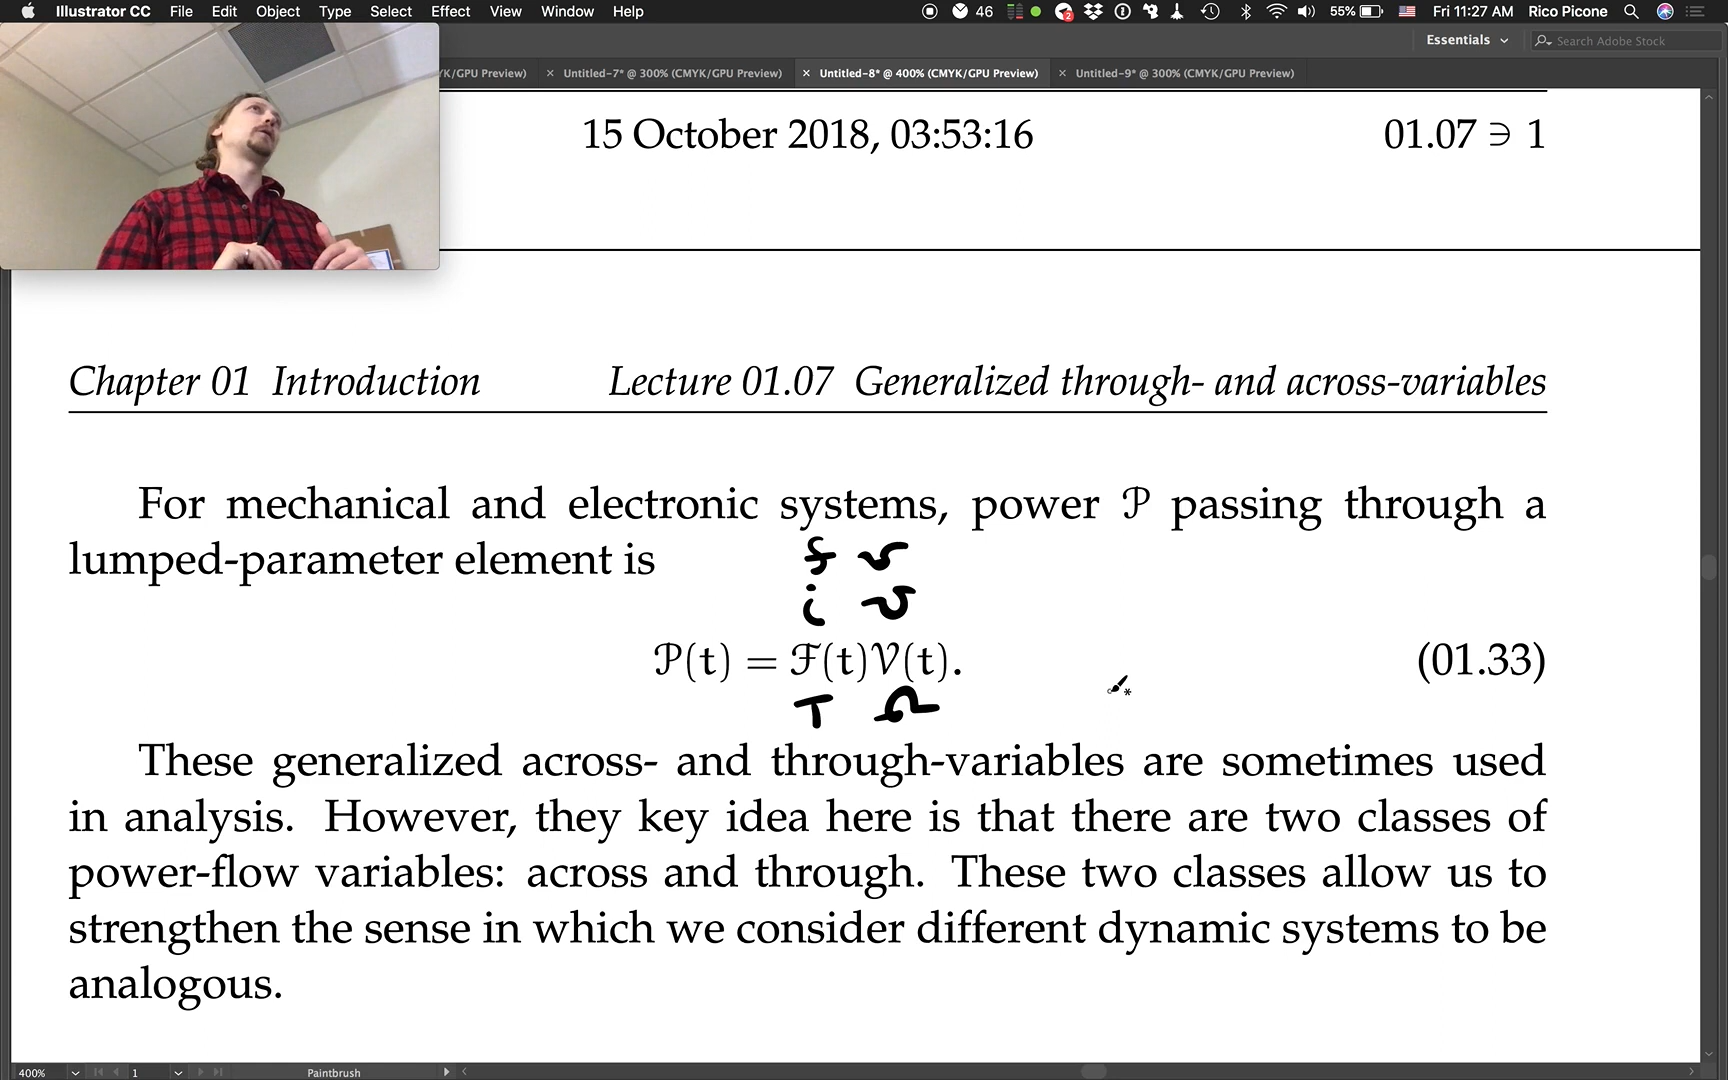 Illustrator CC File Edit Object Type Select Effect View Window Help 46 2 55% Fri 11:27 AM Rico Picone
Essentials Search Adobe Stock
YK/GPU Preview) × Untitled-7* @ 300% (CMYK/GPU Preview) × Untitled-8* @ 400% (CMYK/GPU Preview) × Untitled-9* @ 300% (CMYK/GPU Preview)
15 October 2018, 03:53:16 01.07 ∋ 1
Chapter 01 Introduction Lecture 01.07 Generalized through- and across-variables
For mechanical and electronic systems, power 𝒫 passing through a
lumped-parameter element is
f v
i v
𝒫(t) = ℱ(t)𝒱(t). (01.33)
T Ω
These generalized across- and through-variables are sometimes used
in analysis. However, they key idea here is that there are two classes of
power-flow variables: across and through. These two classes allow us to
strengthen the sense in which we consider different dynamic systems to be
analogous.
400% 1 Paintbrush